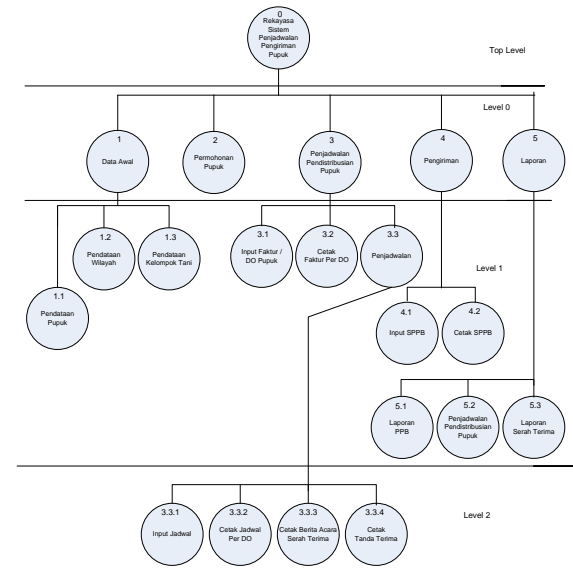 0
Rekayasa
Sistem
Penjadwalan
Pengiriman
Pupuk
Top Level
Level 0
1
Data Awal
2
Permohonan
Pupuk
3
Penjadwalan
Pendistribusian
Pupuk
4
Pengiriman
5
Laporan
1.1
Pendataan
Pupuk
1.2
Pendataan
Wilayah
1.3
Pendataan
Kelompok Tani
3.1
Input Faktur /
DO Pupuk
3.2
Cetak
Faktur Per DO
3.3
Penjadwalan
Level 1
4.1
Input SPPB
4.2
Cetak SPPB
5.1
Laporan
PPB
5.2
Penjadwalan
Pendistribusian
Pupuk
5.3
Laporan
Serah Terima
3.3.1
Input Jadwal
3.3.2
Cetak Jadwal
Per DO
3.3.3
Cetak Berita Acara
Serah Terima
3.3.4
Cetak
Tanda Terima
Level 2